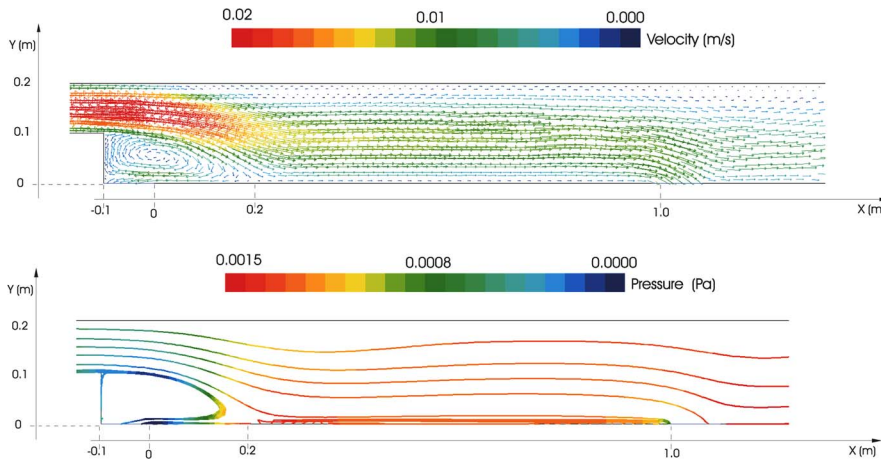 0.02 0.01 0.000
Velocity (m/s)
Y (m)
0.2
0.1
0
-0.1 0 0.2 1.0
X (m)
0.0015 0.0008 0.0000
Pressure (Pa)
Y (m)
0.2
0.1
0
-0.1 0 0.2 1.0
X (m)